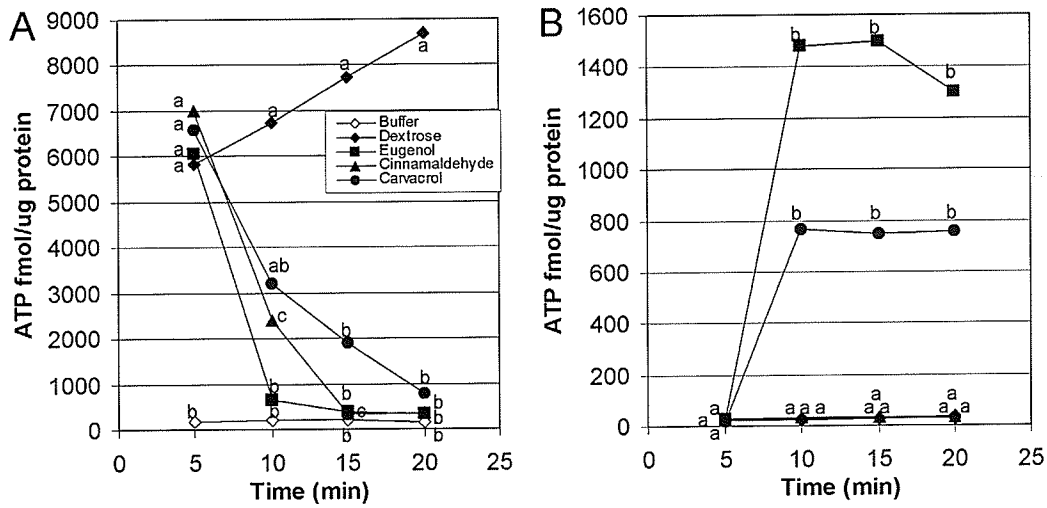 A
ATP fmol/ug protein
9000
8000
7000
6000
5000
4000
3000
2000
1000
0
0 5 10 15 20 25
Time (min)
Buffer
Dextrose
Eugenol
Cinnamaldehyde
Carvacrol
a
a
a
a
a
a
a
a
ab
c
b
b
b
b
b
c
b
b
b
b
b
B
ATP fmol/ug protein
1600
1400
1200
1000
800
600
400
200
0
0 5 10 15 20 25
Time (min)
b b b
b b b
a a
a a a a a a a a
a